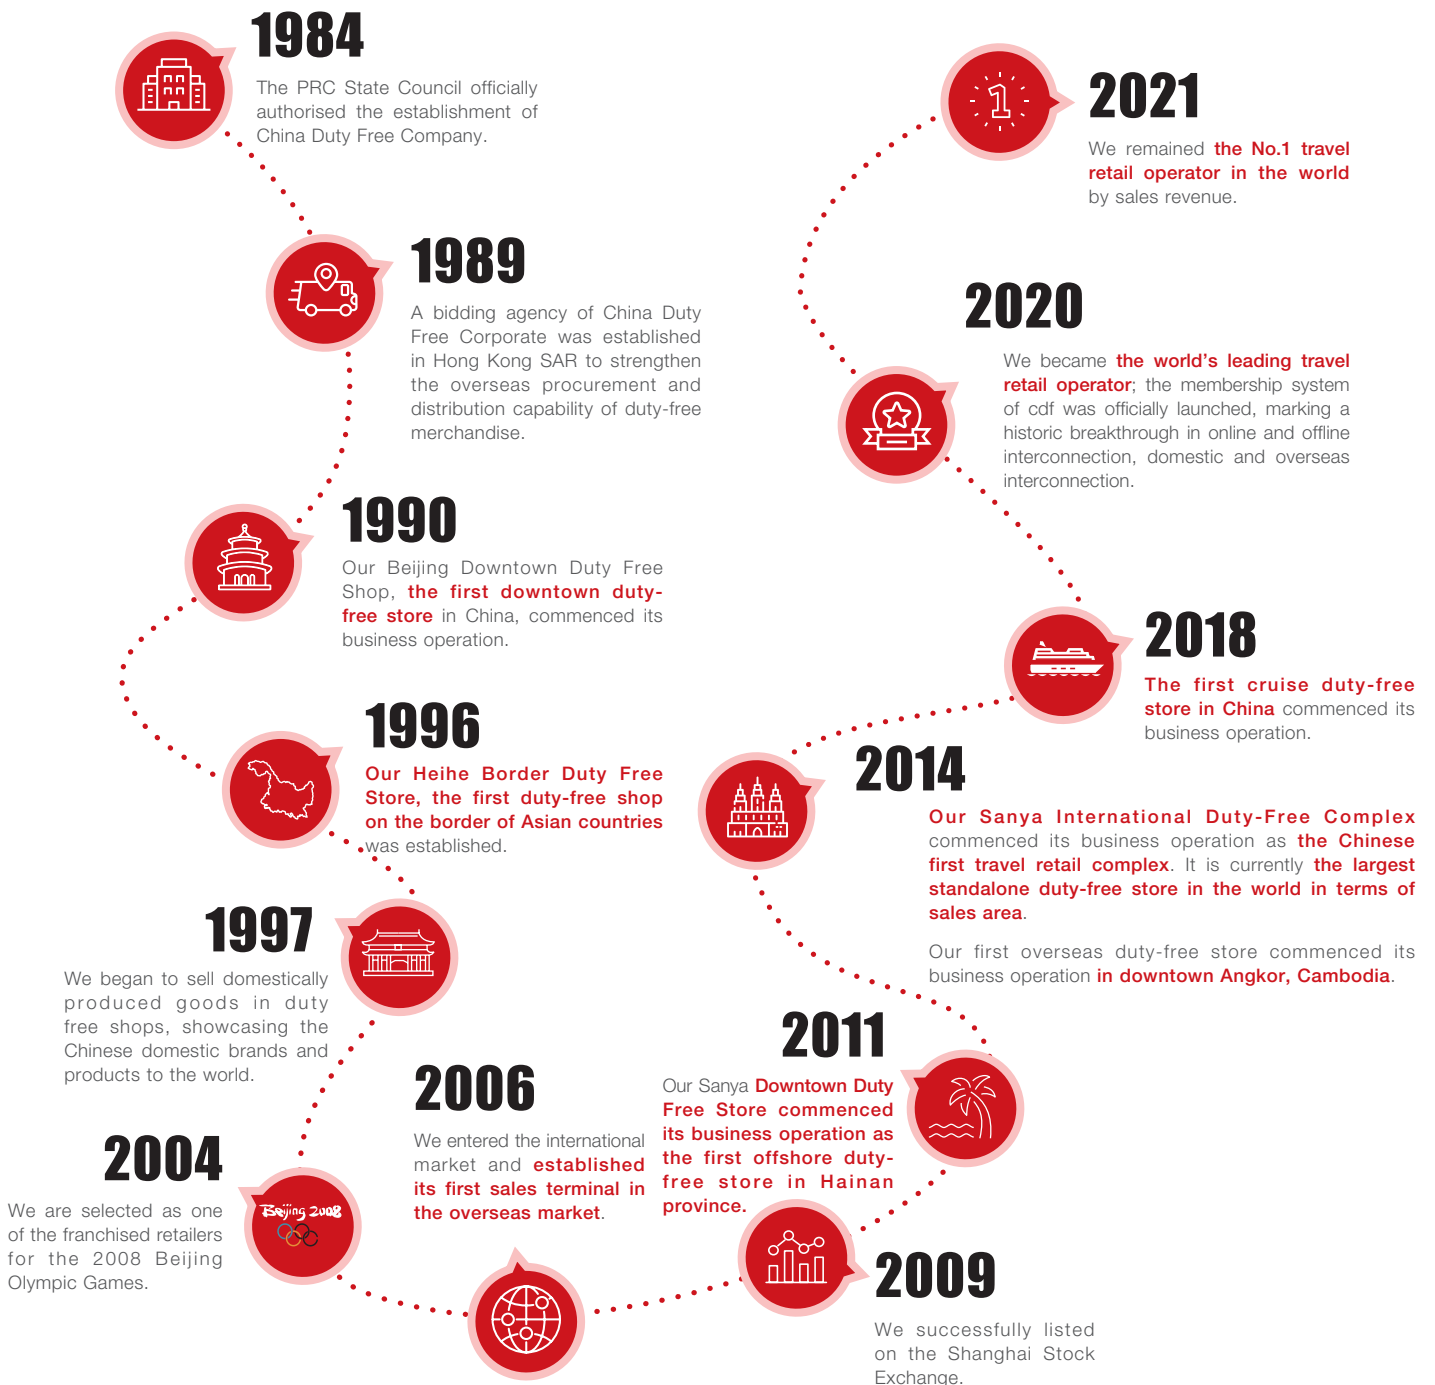 1984
The PRC State Council officially
authorised the establishment of
China Duty Free Company.
1989
A bidding agency of China Duty
Free Corporate was established
in Hong Kong SAR to strengthen
the overseas procurement and
distribution capability of duty-free
merchandise.
1990
Our Beijing Downtown Duty Free
Shop, the first downtown duty-
free store in China, commenced its
business operation.
1996
Our Heihe Border Duty Free
Store, the first duty-free shop
on the border of Asian countries
was established.
1997
We began to sell domestically
produced goods in duty
free shops, showcasing the
Chinese domestic brands and
products to the world.
2004
We are selected as one
of the franchised retailers
for the 2008 Beijing
Olympic Games.
Beijing 2008
2006
We entered the international
market and established
its first sales terminal in
the overseas market.
2009
We successfully listed
on the Shanghai Stock
Exchange.
2011
Our Sanya Downtown Duty
Free Store commenced
its business operation as
the first offshore duty-
free store in Hainan
province.
2014
Our Sanya International Duty-Free Complex
commenced its business operation as the Chinese
first travel retail complex. It is currently the largest
standalone duty-free store in the world in terms of
sales area.
Our first overseas duty-free store commenced its
business operation in downtown Angkor, Cambodia.
2018
The first cruise duty-free
store in China commenced its
business operation.
2020
We became the world's leading travel
retail operator; the membership system
of cdf was officially launched, marking a
historic breakthrough in online and offline
interconnection, domestic and overseas
interconnection.
1
2021
We remained the No.1 travel
retail operator in the world
by sales revenue.